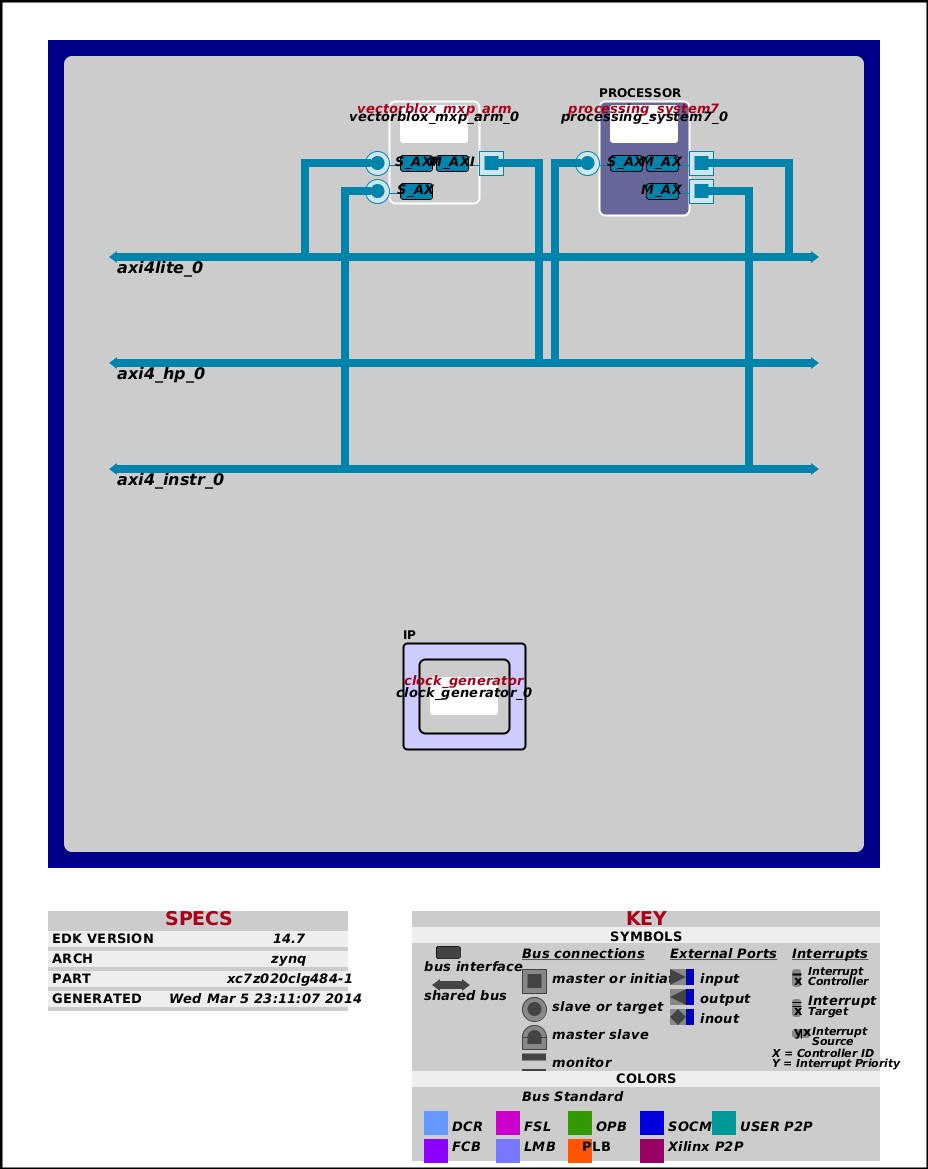 PROCESSOR
vectorblox_mxp_arm
processing_system7
vectorblox_mxp_arm_0
processing_system7_0
S_AX M_AXI
S_AX M_AX
S_AX
M_AX
axi4lite_0
axi4_hp_0
axi4_instr_0
IP
clock_generator
clock_generator_0
SPECS
EDK VERSION 14.7
ARCH zynq
PART xc7z020clg484-1
GENERATED Wed Mar 5 23:11:07 2014
KEY
SYMBOLS
bus interface
shared bus
Bus connections
master or initiat
slave or target
master slave
monitor
External Ports
input
output
inout
Interrupts
x Interrupt
Controller
x Interrupt
Target
yx Interrupt
Source
X = Controller ID
Y = Interrupt Priority
COLORS
Bus Standard
DCR FSL OPB SOCM USER P2P
FCB LMB PLB Xilinx P2P